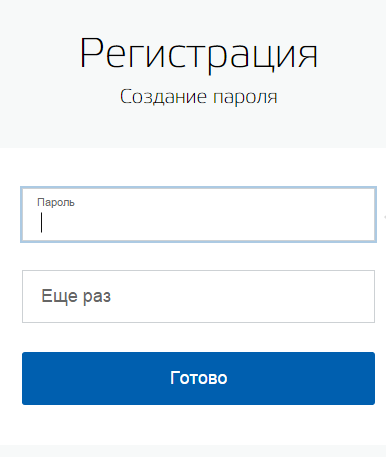 Регистрация
Создание пароля
Пароль
Еще раз
Готово